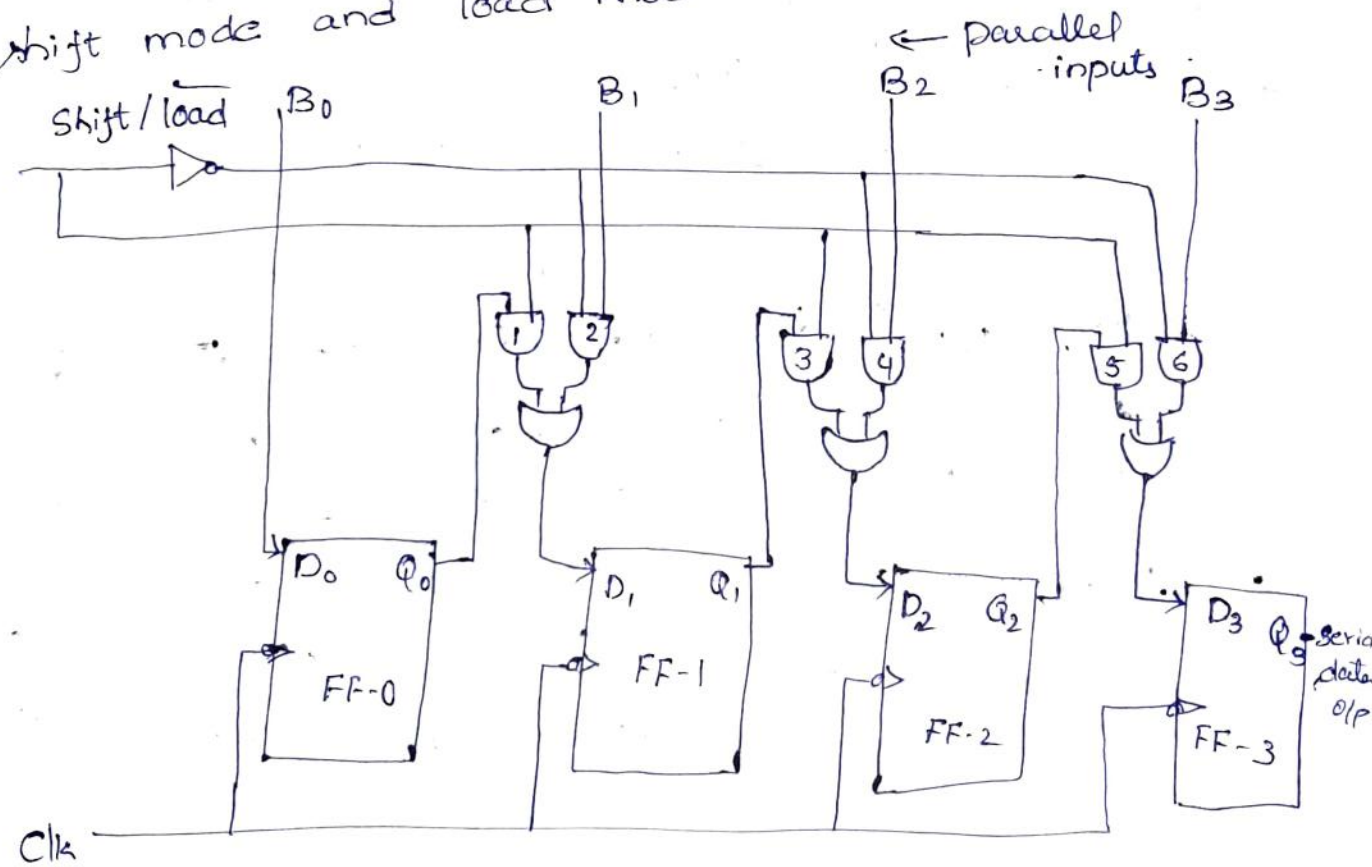 shift mode and load
← parallel
inputs
Shift / load B0 B1 B2 B3
1 2 3 4 5 6
D0 Q0 D1 Q1 D2 Q2 D3 Q3
serial
data
o/p
FF-0 FF-1 FF-2 FF-3
Clk